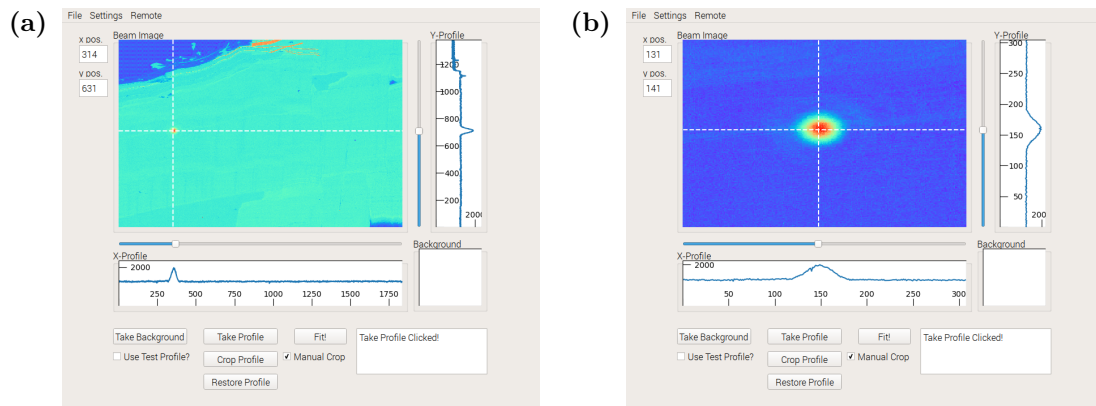 (a)
File Settings Remote
X pos.
314
Y pos.
631
Beam Image
Y-Profile
1200
1000
800
600
400
200
2000
X-Profile
2000
250 500 750 1000 1250 1500 1750
Background
Take Background
Take Profile
Fit!
Use Test Profile?
Crop Profile
Manual Crop
Restore Profile
Take Profile Clicked!
(b)
File Settings Remote
X pos.
131
Y pos.
141
Beam Image
Y-Profile
300
250
200
150
100
50
200
X-Profile
2000
50 100 150 200 250 300
Background
Take Background
Take Profile
Fit!
Use Test Profile?
Crop Profile
Manual Crop
Restore Profile
Take Profile Clicked!